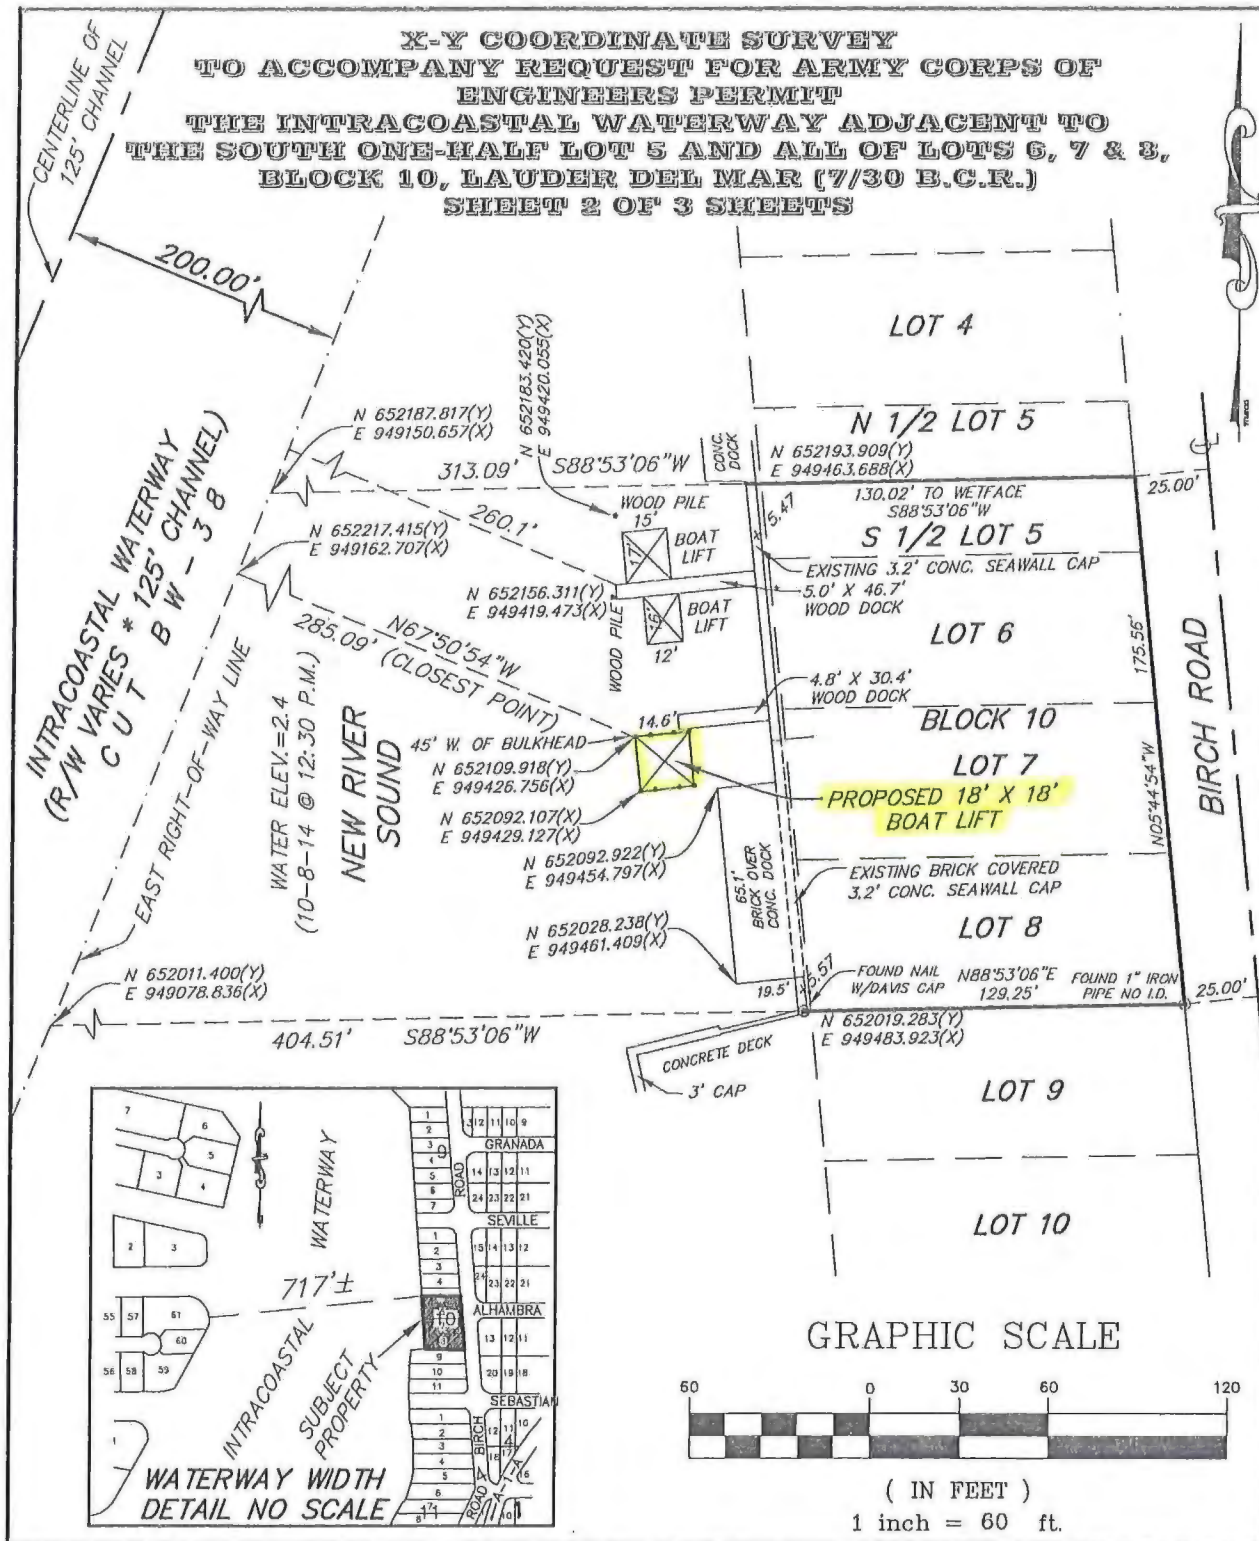 X-Y COORDINATE SURVEY
TO ACCOMPANY REQUEST FOR ARMY CORPS OF
ENGINEERS PERMIT
THE INTRACOASTAL WATERWAY ADJACENT TO
THE SOUTH ONE-HALF LOT 5 AND ALL OF LOTS 6, 7 & 8,
BLOCK 10, LAUDER DEL MAR (7/30 B.C.R.)
SHEET 2 OF 3 SHEETS
CENTERLINE OF
125' CHANNEL
200.00'
LOT 4
N 1/2 LOT 5
N 652183.420(Y)
E 949420.055(X)
N 652187.817(Y)
E 949150.657(X)
313.09'
S88°53'06"W
CONC.
DOCK
N 652193.909(Y)
E 949463.688(X)
25.00'
130.02' TO WETFACE
S88°53'06"W
5.47
S 1/2 LOT 5
WOOD PILE
15'
17'
BOAT
LIFT
260.1'
N 652217.415(Y)
E 949162.707(X)
EXISTING 3.2' CONC. SEAWALL CAP
5.0' X 46.7'
WOOD DOCK
N 652156.311(Y)
E 949419.473(X)
16'
BOAT
LIFT
12'
WOOD PILE
LOT 6
175.56'
BIRCH ROAD
INTRACOASTAL WATERWAY
(R/W VARIES * 125' CHANNEL)
CUT BW-38
EAST RIGHT-OF-WAY LINE
N67°50'54"W
285.09' (CLOSEST POINT)
WATER ELEV.=2.4
(10-8-14 @ 12:30 P.M.)
NEW RIVER
SOUND
4.8' X 30.4'
WOOD DOCK
14.6'
BLOCK 10
45' W. OF BULKHEAD
N 652109.918(Y)
E 949426.756(X)
LOT 7
PROPOSED 18' X 18'
BOAT LIFT
N05°44'54"W
N 652092.107(X)
E 949429.127(X)
N 652092.922(Y)
E 949454.797(X)
65.1'
BRICK OVER
CONC. DOCK
EXISTING BRICK COVERED
3.2' CONC. SEAWALL CAP
LOT 8
N 652028.238(Y)
E 949461.409(X)
19.5'
5.57
FOUND NAIL
W/DAVIS CAP
N88°53'06"E
129.25'
FOUND 1" IRON
PIPE NO I.D.
25.00'
N 652011.400(Y)
E 949078.836(X)
404.51'
S88°53'06"W
N 652019.283(Y)
E 949483.923(X)
CONCRETE DECK
3' CAP
LOT 9
LOT 10
WATERWAY
INTRACOASTAL
717'±
SUBJECT
PROPERTY
GRANADA
SEVILLE
ALHAMBRA
SEBASTIAN
ROAD
BIRCH
ROAD
A-1-A
WATERWAY WIDTH
DETAIL NO SCALE
GRAPHIC SCALE
60 0 30 60 120
( IN FEET )
1 inch = 60 ft.